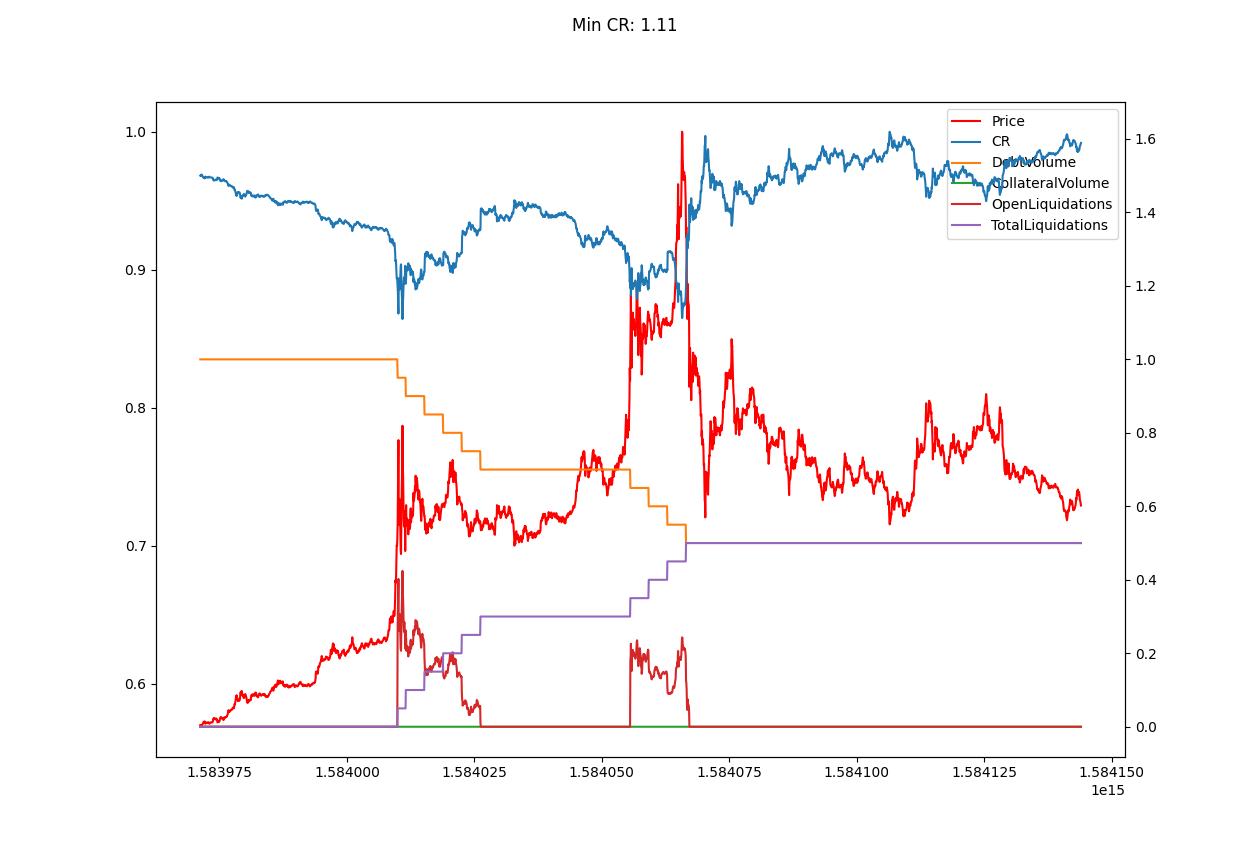 Min CR: 1.11
1.0
0.9
0.8
0.7
0.6
1.6
1.4
1.2
1.0
0.8
0.6
0.4
0.2
0.0
Price
CR
DebtVolume
CollateralVolume
OpenLiquidations
TotalLiquidations
1.583975 1.584000 1.584025 1.584050 1.584075 1.584100 1.584125 1.584150
1e15